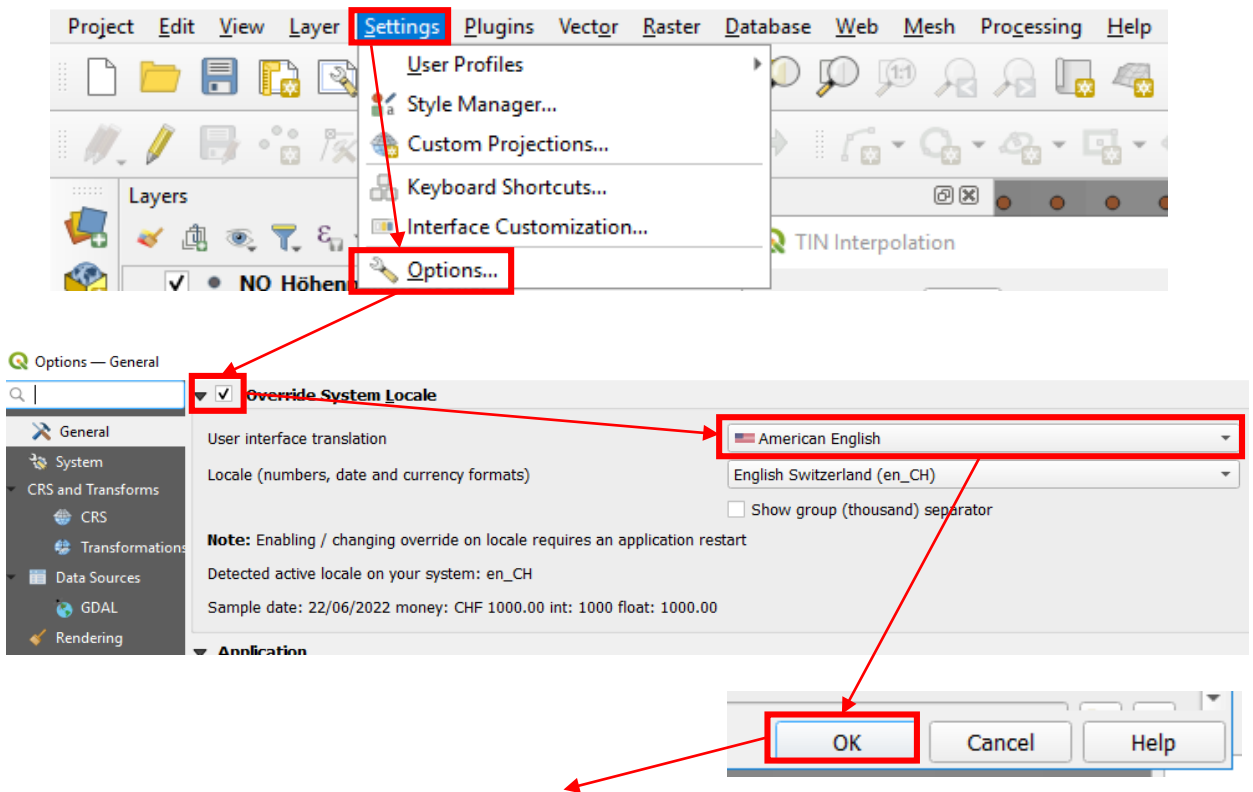 Project Edit View Layer Settings Plugins Vector Raster Database Web Mesh Processing Help
User Profiles
Style Manager...
Custom Projections...
Layers
Keyboard Shortcuts...
Interface Customization...
TIN Interpolation
NO Höhen
Options...
Options — General
Override System Locale
General
User interface translation
American English
System
Locale (numbers, date and currency formats)
English Switzerland (en_CH)
CRS and Transforms
Show group (thousand) separator
CRS
Note: Enabling / changing override on locale requires an application restart
Transformations
Detected active locale on your system: en_CH
Data Sources
Sample date: 22/06/2022 money: CHF 1000.00 int: 1000 float: 1000.00
GDAL
Rendering
Application
OK Cancel Help